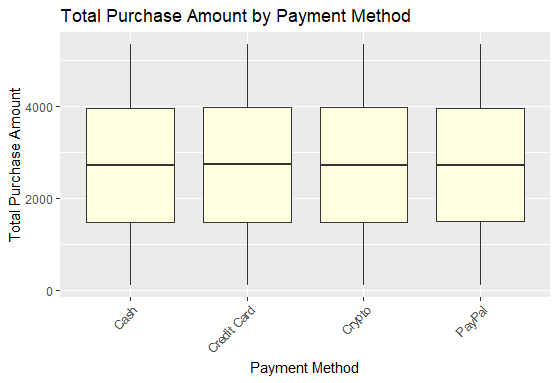 Total Purchase Amount by Payment Method
Total Purchase Amount
4000
2000
0
Cash
Credit Card
Crypto
PayPal
Payment Method